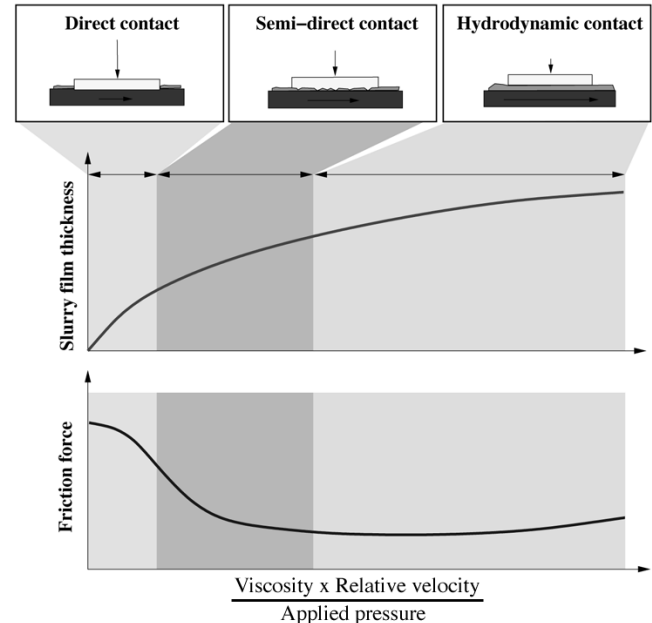 Direct contact
Semi-direct contact
Hydrodynamic contact
Slurry film thickness
Friction force
Viscosity x Relative velocity
Applied pressure